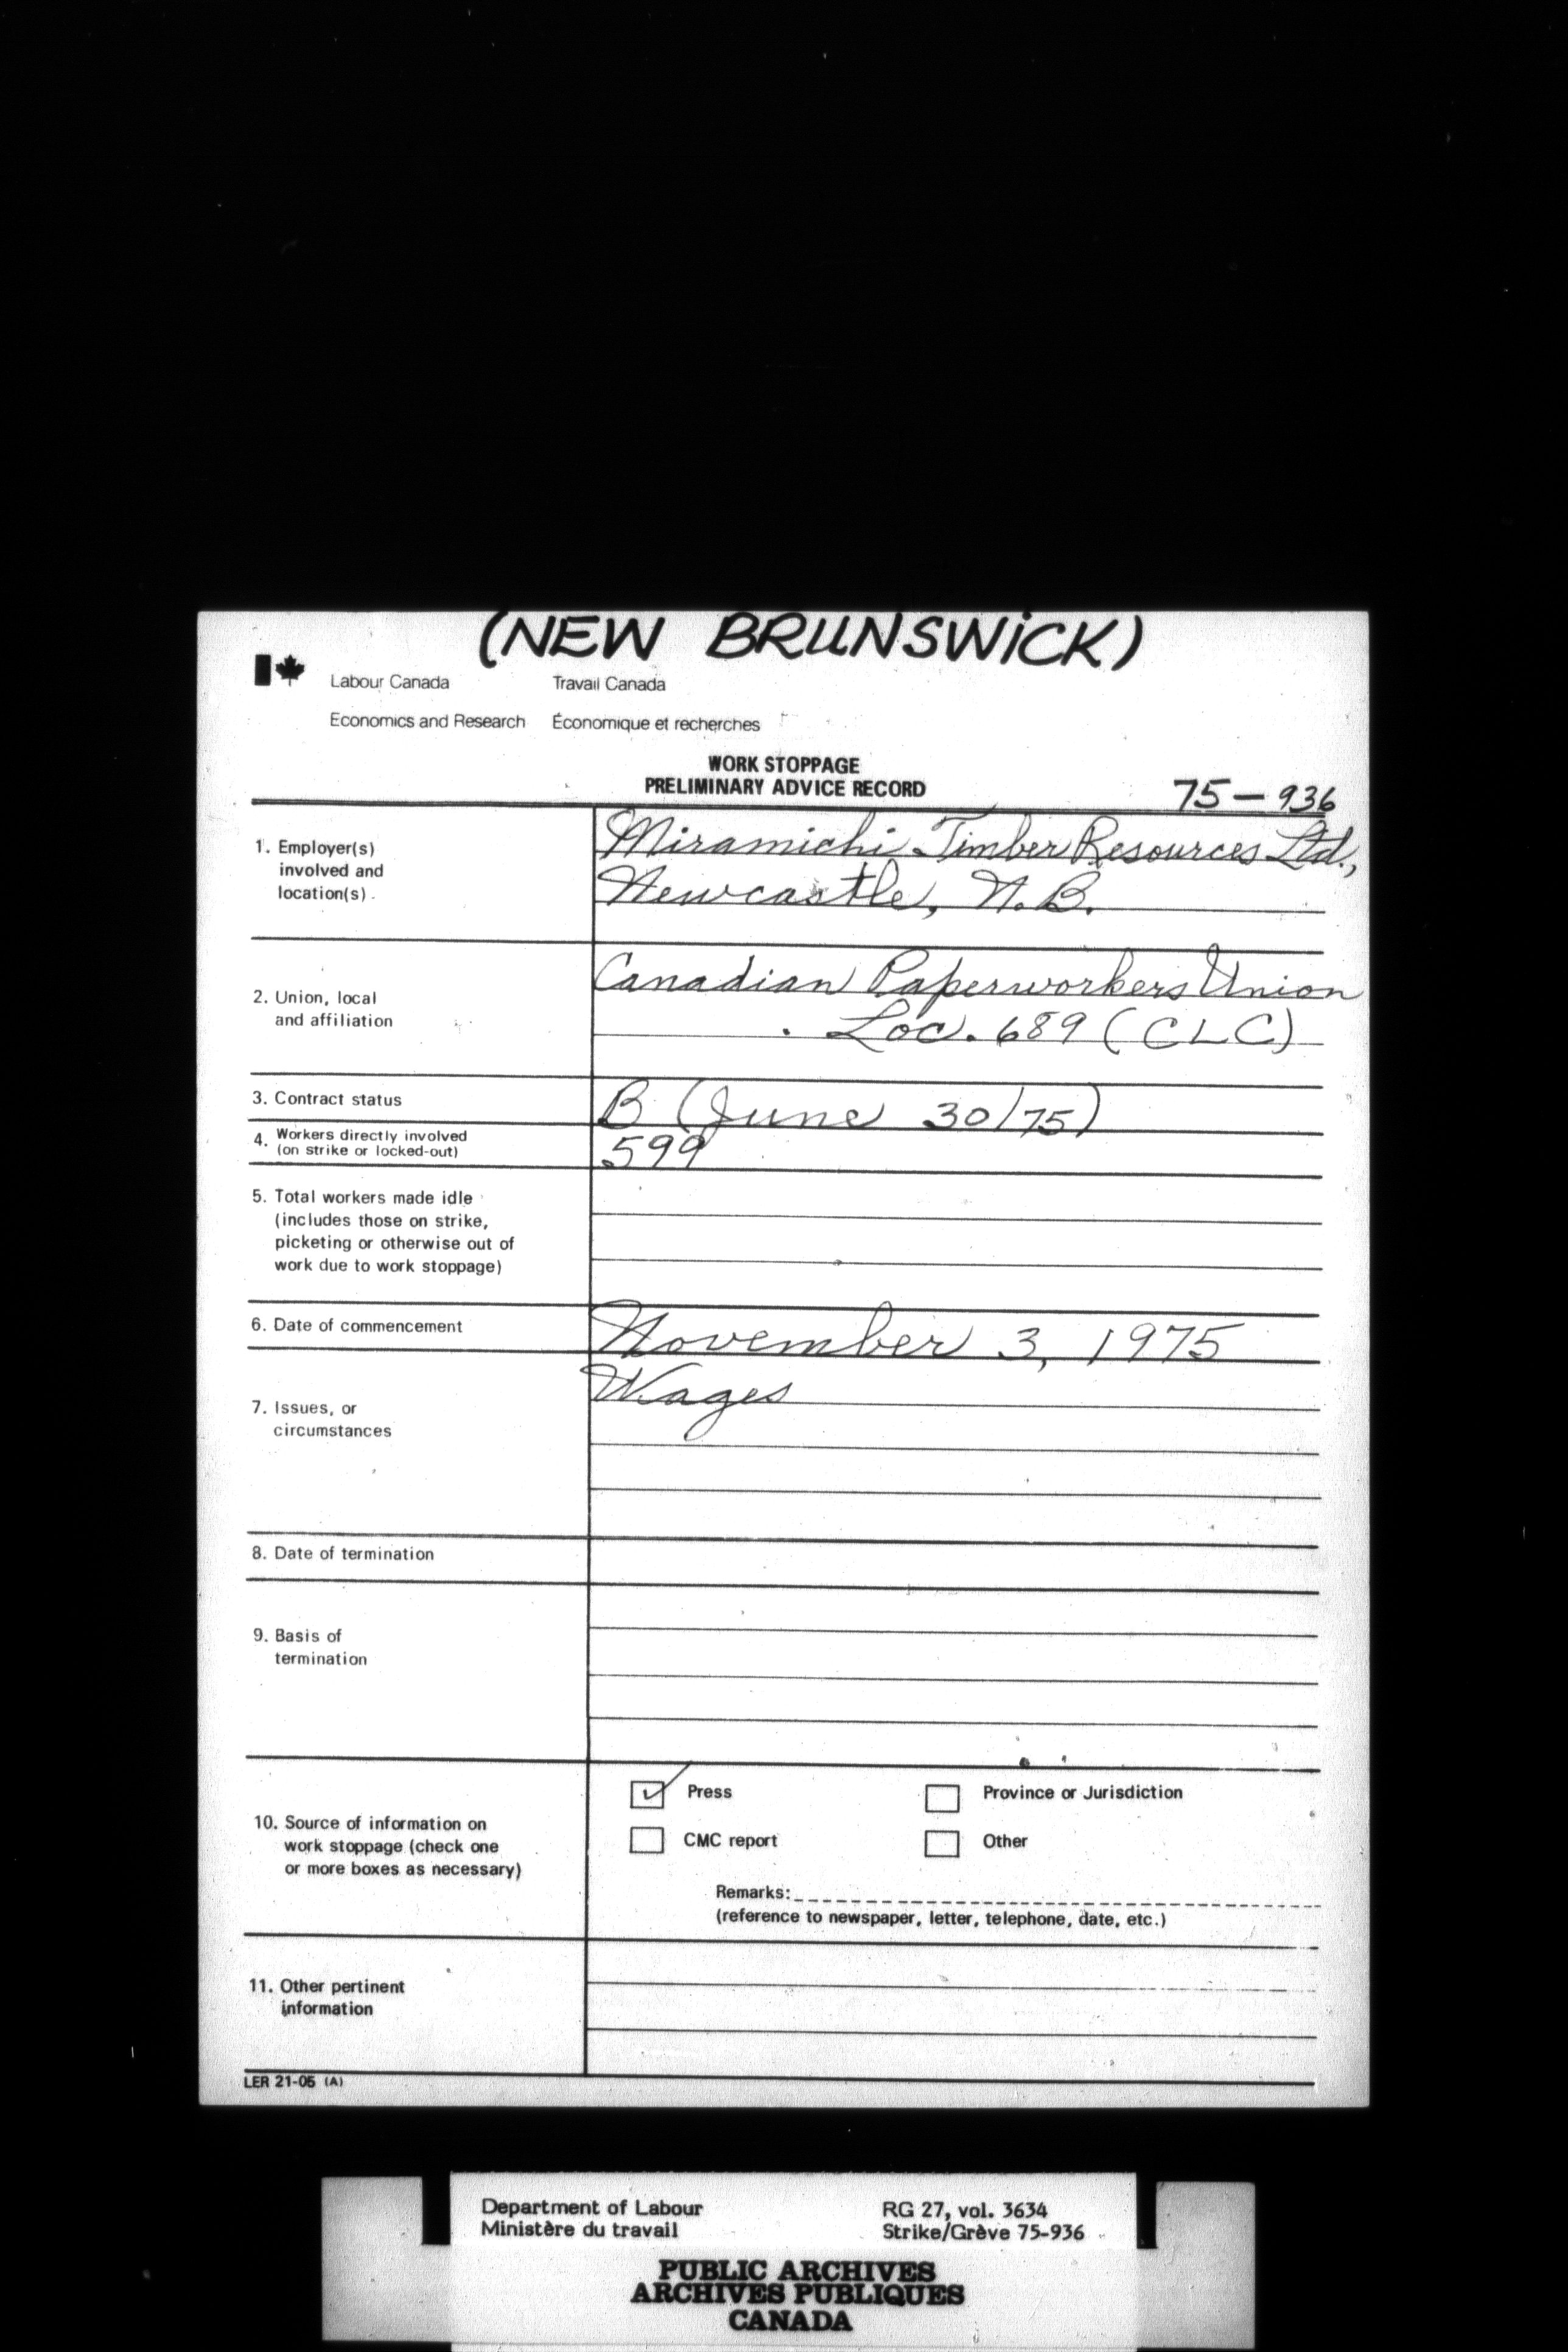 (NEW BRUNSWICK)
Labour Canada Travail Canada
Economics and Research Économique et recherches
WORK STOPPAGE
PRELIMINARY ADVICE RECORD
75-936
1. Employer(s)
involved and
location(s).
Miramichi Timber Resources Ltd.,
Newcastle, N.B.
2. Union, local
and affiliation
Canadian Paperworkers Union
Loc. 689 (CLC)
3. Contract status
B (June 30/75)
4. Workers directly involved
(on strike or locked-out)
599
5. Total workers made idle
(includes those on strike,
picketing or otherwise out of
work due to work stoppage)
6. Date of commencement
November 3, 1975
7. Issues, or
circumstances
Wages
8. Date of termination
9. Basis of
termination
10. Source of information on
work stoppage (check one
or more boxes as necessary)
Press Province or Jurisdiction
CMC report Other
Remarks:
(reference to newspaper, letter, telephone, date, etc.)
11. Other pertinent
information
LER 21-05 (A)
Department of Labour RG 27, vol. 3634
Ministère du travail Strike/Grève 75-936
PUBLIC ARCHIVES
ARCHIVES PUBLIQUES
CANADA